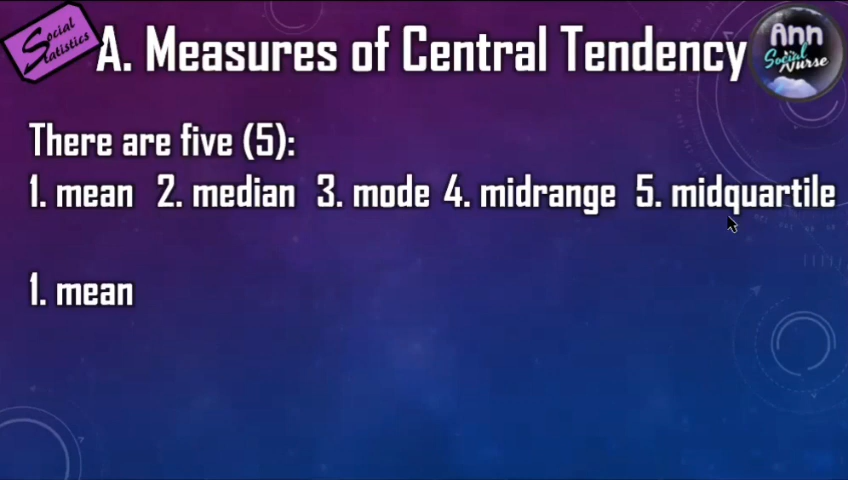 Social
Statistics
A. Measures of Central Tendency
Ann
Social
Nurse
There are five (5):
1. mean 2. median 3. mode 4. midrange 5. midquartile
1. mean